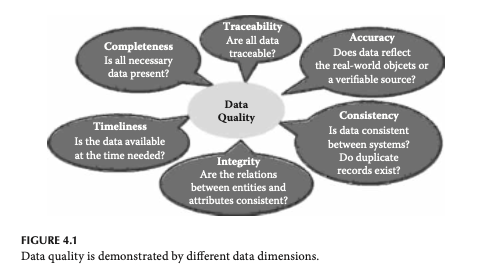 Traceability
Are all data
traceable?
Completeness
Is all necessary
data present?
Accuracy
Does data reflect
the real-world objcets or
a verifiable source?
Data
Quality
Timeliness
Is the data available
at the time needed?
Consistency
Is data consistent
between systems?
Do duplicate
records exist?
Integrity
Are the relations
between entities and
attributes consistent?
FIGURE 4.1
Data quality is demonstrated by different data dimensions.